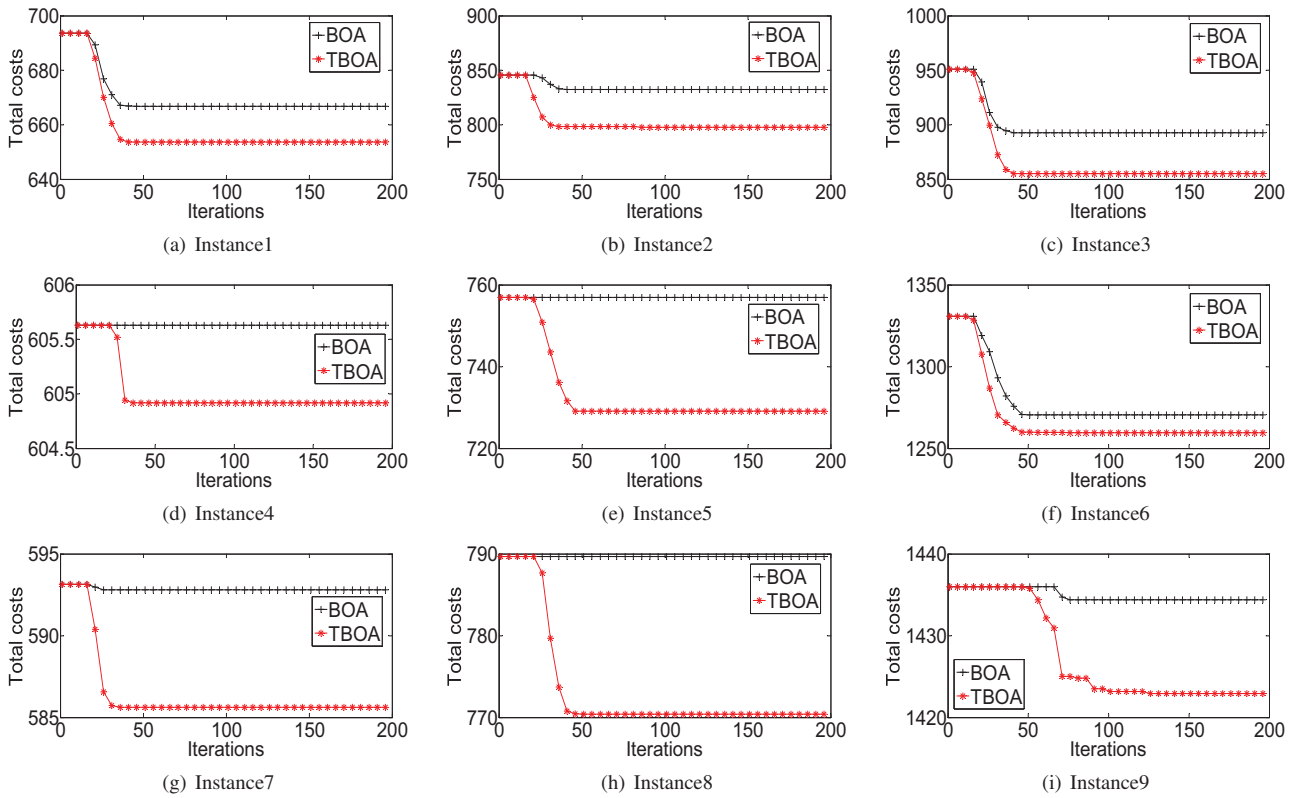 700
680
660
640
Total costs
0
50
100
150
200
Iterations
BOA
TBOA
(a) Instance1
900
850
800
750
Total costs
0
50
100
150
200
Iterations
BOA
TBOA
(b) Instance2
1000
950
900
850
Total costs
0
50
100
150
200
Iterations
BOA
TBOA
(c) Instance3
606
605.5
605
604.5
Total costs
0
50
100
150
200
Iterations
BOA
TBOA
(d) Instance4
760
740
720
Total costs
0
50
100
150
200
Iterations
BOA
TBOA
(e) Instance5
1350
1300
1250
Total costs
0
50
100
150
200
Iterations
BOA
TBOA
(f) Instance6
595
590
585
Total costs
0
50
100
150
200
Iterations
BOA
TBOA
(g) Instance7
790
780
770
Total costs
0
50
100
150
200
Iterations
BOA
TBOA
(h) Instance8
1440
1430
1420
Total costs
0
50
100
150
200
Iterations
BOA
TBOA
(i) Instance9